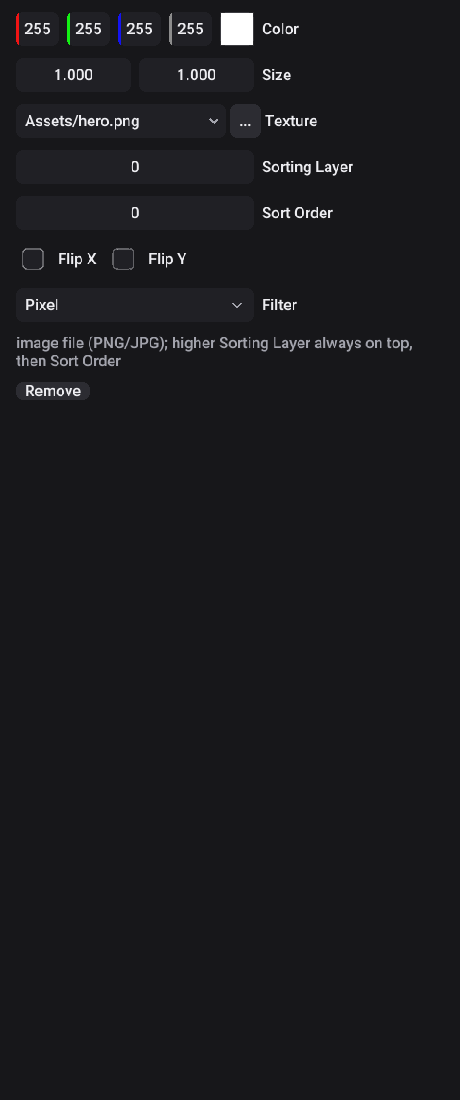 255 255 255 255 Color
1.000 1.000 Size
Assets/hero.png ... Texture
0 Sorting Layer
0 Sort Order
Flip X Flip Y
Pixel Filter
image file (PNG/JPG); higher Sorting Layer always on top,
then Sort Order
Remove